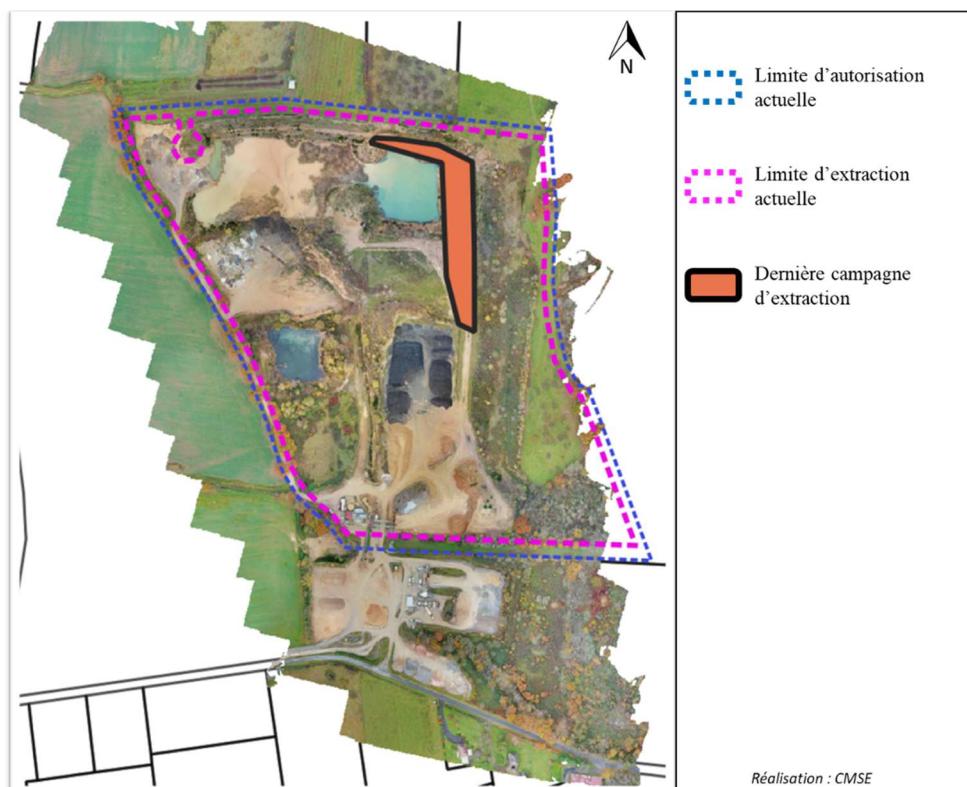 N
Limite d’autorisation
actuelle
Limite d’extraction
actuelle
Dernière campagne
d’extraction
Réalisation : CMSE